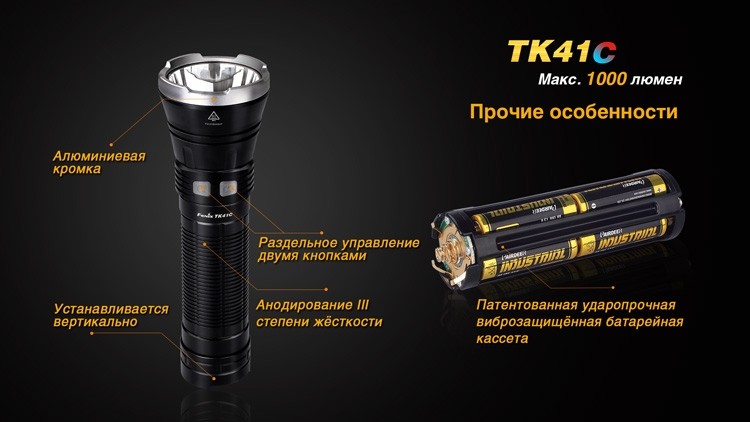 TK41C
Макс. 1000 люмен
Прочие особенности
Алюминиевая
кромка
Fenix TK41C
Раздельное управление
двумя кнопками
Анодирование III
степени жёсткости
Устанавливается
вертикально
INDUSTRIAL
INDUSTRIAL
Патентованная ударопрочная
виброзащищённая батарейная
кассета